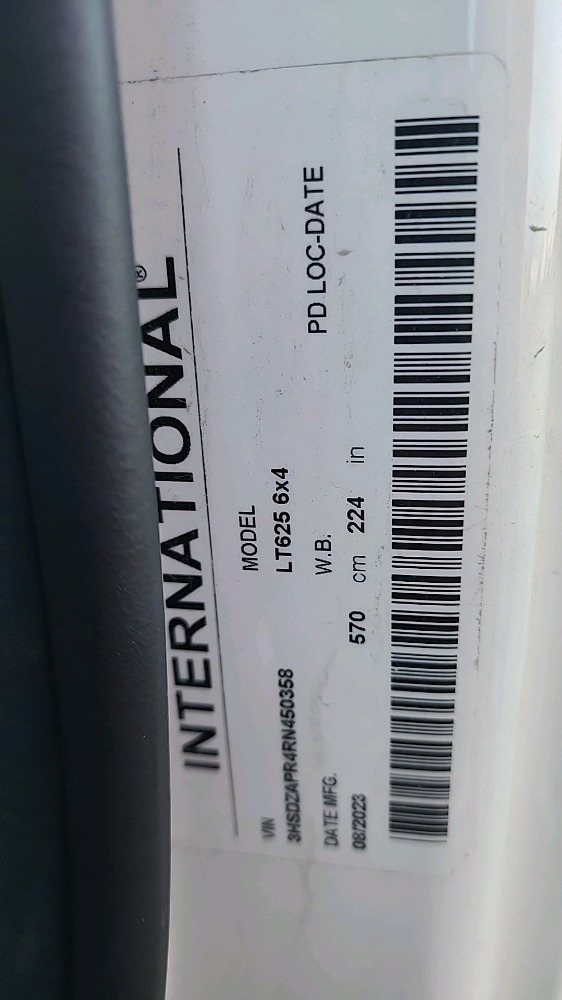 INTERNATIONAL®
VIN MODEL
3HSDZAPR4RN450358 LT625 6x4
DATE MFG. W.B. PD LOC-DATE
08/2023 570 cm 224 in